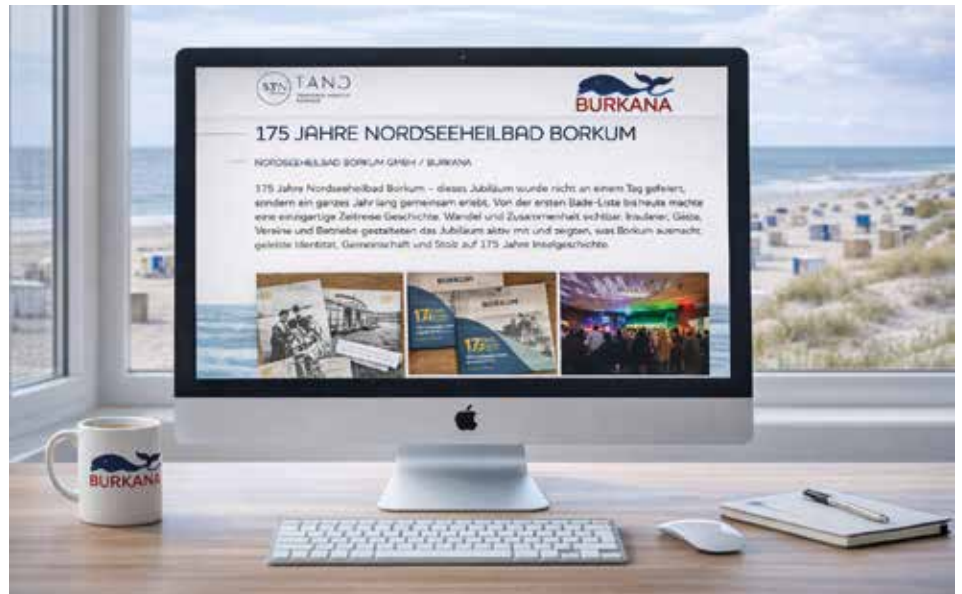 TAND
BURKANA
175 JAHRE NORDSEEHEILBAD BORKUM
NORDSEEHEILBAD BORKUM GMBH / BURKANA
175 Jahre Nordseeheilbad Borkum – dieses Jubiläum wurde nicht an einem Tag gefeiert,
sondern ein ganzes Jahr lang gemeinsam erlebt. Von der ersten Bade-Liste bis heute machte
eine einzigartige Zeitreise Geschichte, Wandel und Zusammenhalt sichtbar. Insulaner, Gäste,
Vereine und Betriebe gestalteten das Jubiläum aktiv mit und zeigten, was Borkum ausmacht:
gelebte Identität, Gemeinschaft und Stolz auf 175 Jahre Inselgeschichte.
BORKUM
BORKUM
BURKANA